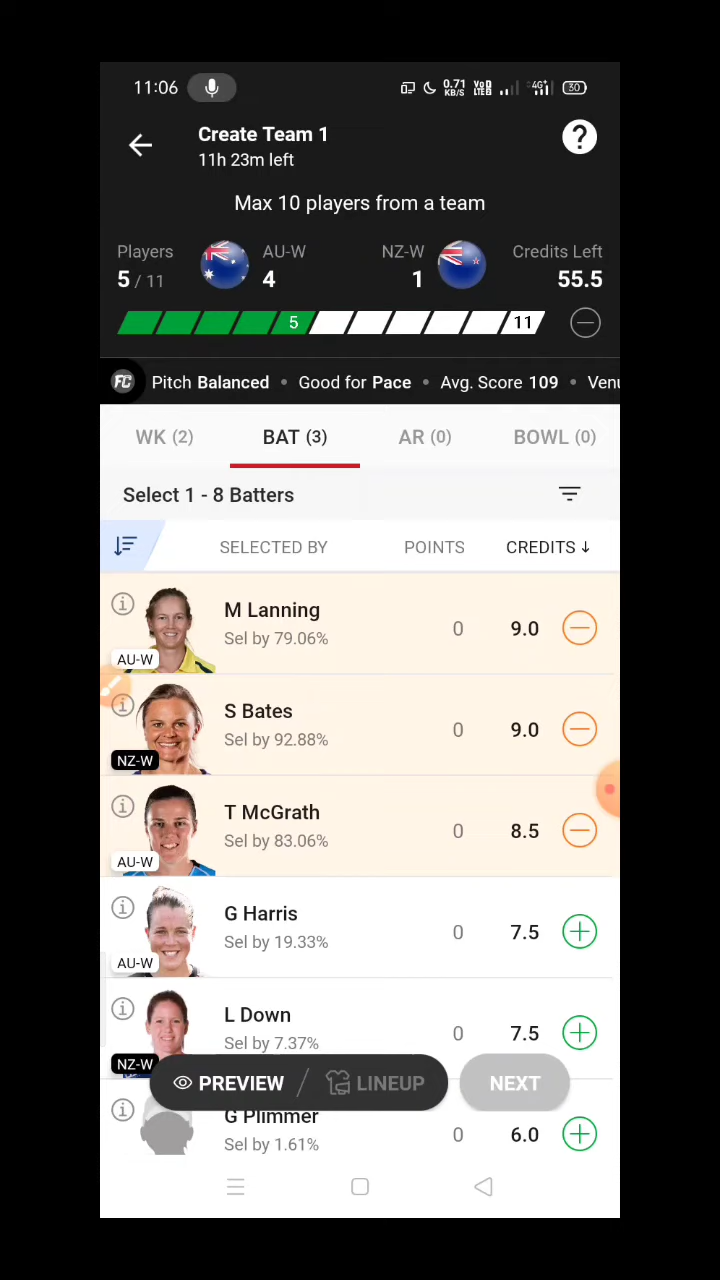 11:06 0.71 KB/S VoD LTE2 4G+ 30
Create Team 1
11h 23m left
?
Max 10 players from a team
Players AU-W NZ-W Credits Left
5 / 11 4 1 55.5
5 11
FC Pitch Balanced • Good for Pace • Avg. Score 109 • Venu
WK (2) BAT (3) AR (0) BOWL (0)
Select 1 - 8 Batters
SELECTED BY POINTS CREDITS ↓
M Lanning
Sel by 79.06% 0 9.0
AU-W
S Bates
Sel by 92.88% 0 9.0
NZ-W
T McGrath
Sel by 83.06% 0 8.5
AU-W
G Harris
Sel by 19.33% 0 7.5
AU-W
L Down
Sel by 7.37% 0 7.5
NZ-W
PREVIEW / LINEUP NEXT
G Plimmer
Sel by 1.61% 0 6.0